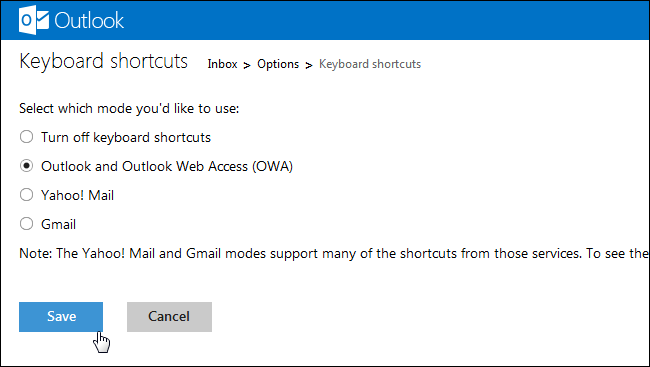 Outlook
Keyboard shortcuts Inbox > Options > Keyboard shortcuts
Select which mode you'd like to use:
Turn off keyboard shortcuts
Outlook and Outlook Web Access (OWA)
Yahoo! Mail
Gmail
Note: The Yahoo! Mail and Gmail modes support many of the shortcuts from those services. To see the
Save Cancel